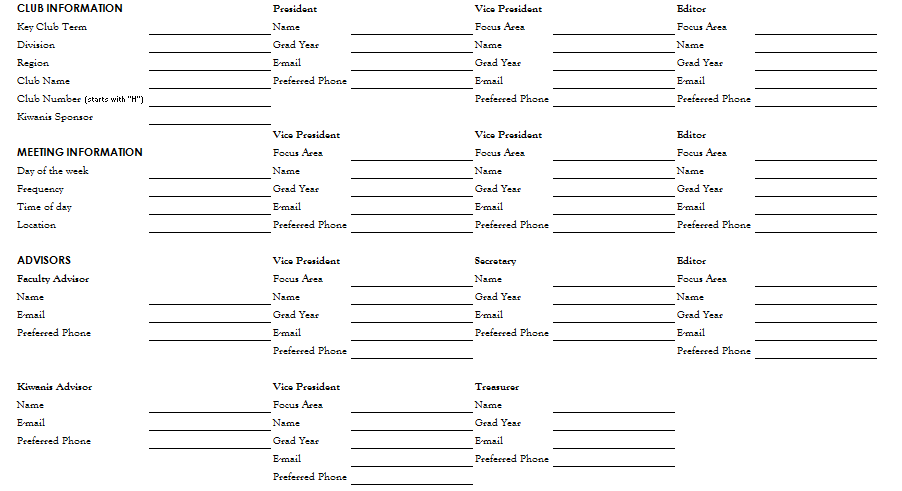 CLUB INFORMATION
Key Club Term
Division
Region
Club Name
Club Number (starts with "H")
Kiwanis Sponsor
MEETING INFORMATION
Day of the week
Frequency
Time of day
Location
ADVISORS
Faculty Advisor
Name
E-mail
Preferred Phone
Kiwanis Advisor
Name
E-mail
Preferred Phone
President
Name
Grad Year
E-mail
Preferred Phone
Vice President
Focus Area
Name
Grad Year
E-mail
Preferred Phone
Vice President
Focus Area
Name
Grad Year
E-mail
Preferred Phone
Vice President
Focus Area
Name
Grad Year
E-mail
Preferred Phone
Vice President
Focus Area
Name
Grad Year
E-mail
Preferred Phone
Vice President
Focus Area
Name
Grad Year
E-mail
Preferred Phone
Secretary
Name
Grad Year
E-mail
Preferred Phone
Treasurer
Name
Grad Year
E-mail
Preferred Phone
Editor
Focus Area
Name
Grad Year
E-mail
Preferred Phone
Editor
Focus Area
Name
Grad Year
E-mail
Preferred Phone
Editor
Focus Area
Name
Grad Year
E-mail
Preferred Phone